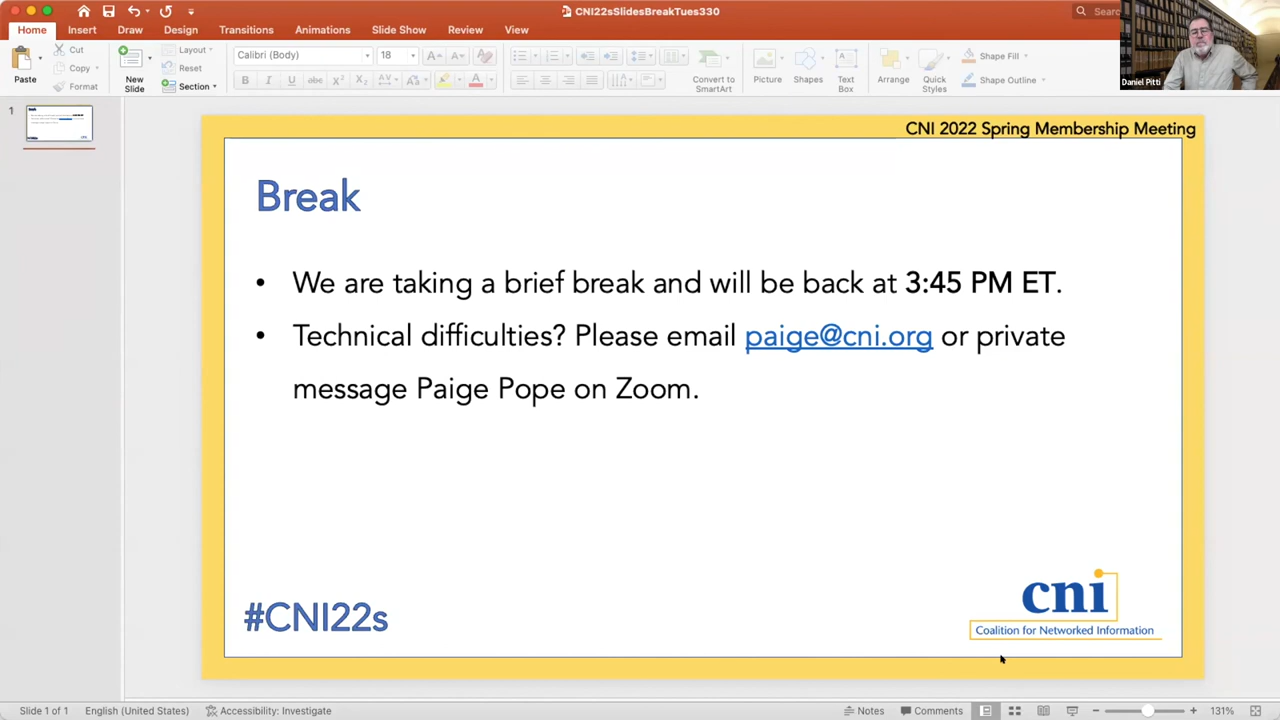 CNI22sSlidesBreakTues330
Searc
Home Insert Draw Design Transitions Animations Slide Show Review View
Daniel Pitti
Paste
Cut
Copy
Format
New
Slide
Layout
Reset
Section
Calibri (Body) 18
Convert to
SmartArt
Picture
Shapes
Text
Box
Arrange
Quick
Styles
Shape Fill
Shape Outline
1
CNI 2022 Spring Membership Meeting
Break
• We are taking a brief break and will be back at 3:45 PM ET.
• Technical difficulties? Please email paige@cni.org or private
message Paige Pope on Zoom.
#CNI22s
cni
Coalition for Networked Information
Slide 1 of 1 English (United States) Accessibility: Investigate Notes Comments 131%